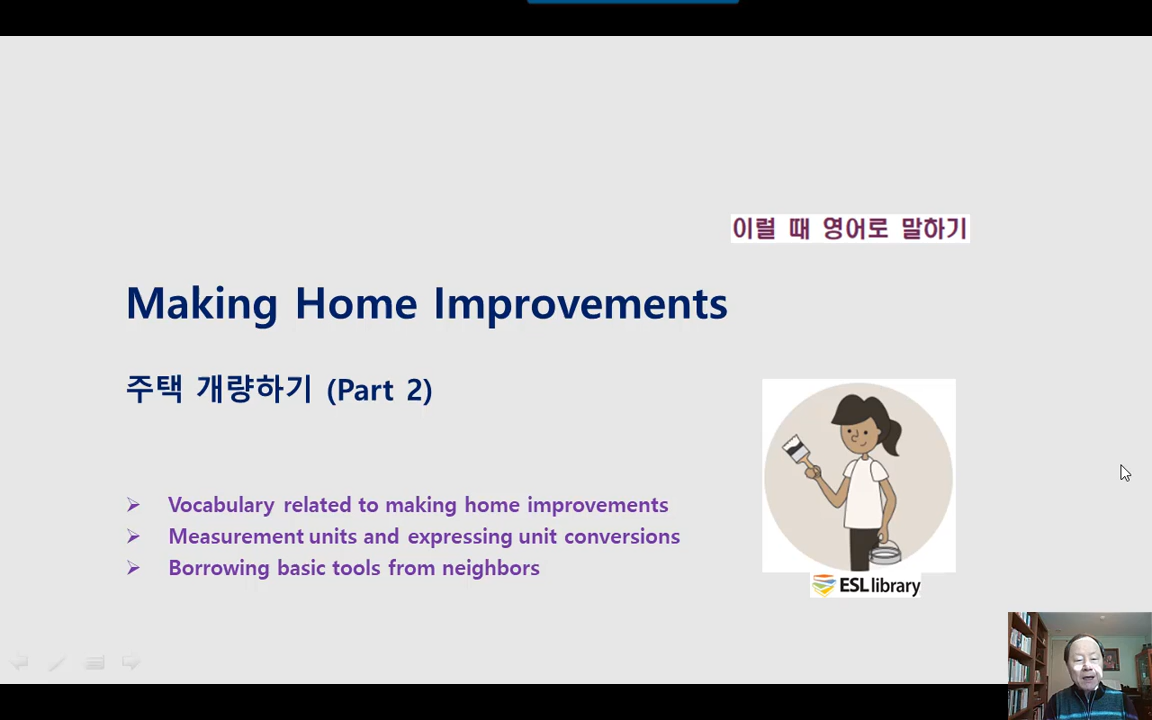 이럴 때 영어로 말하기
Making Home Improvements
주택 개량하기 (Part 2)
Vocabulary related to making home improvements
Measurement units and expressing unit conversions
Borrowing basic tools from neighbors
ESL library